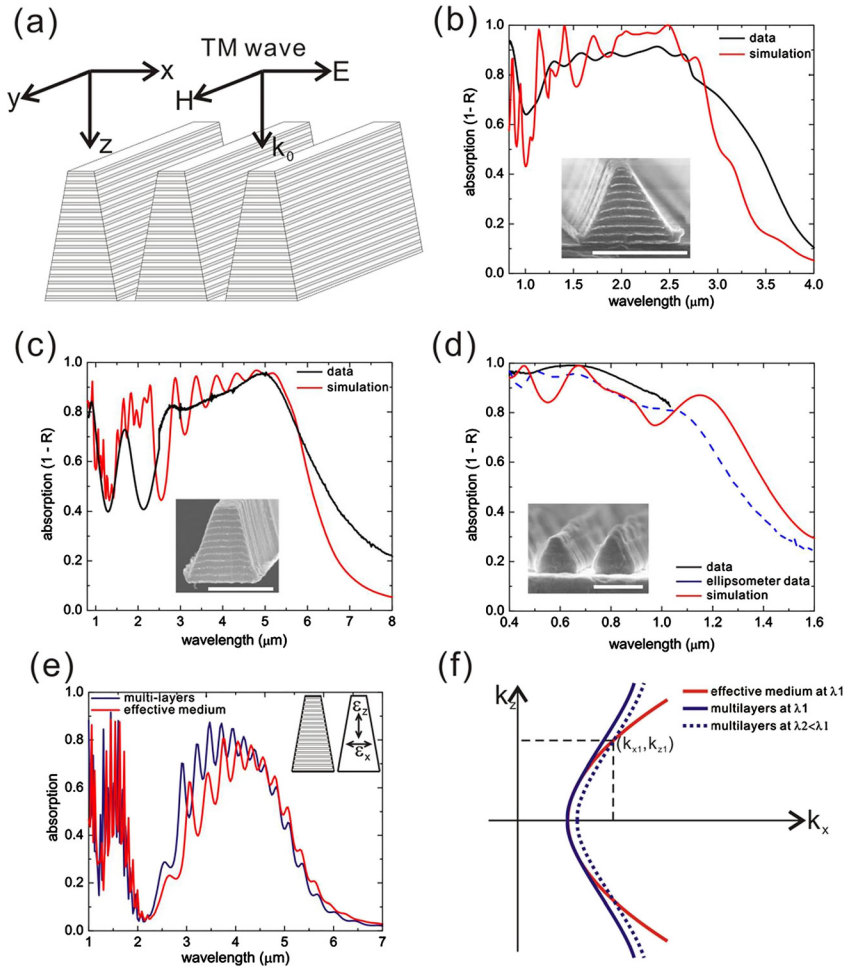 (a)
TM wave
x
y
z
E
H
k₀
(b)
absorption (1 - R)
1.0
0.8
0.6
0.4
0.2
0.0
data
simulation
1.0 1.5 2.0 2.5 3.0 3.5 4.0
wavelength (μm)
(c)
absorption (1 - R)
1.0
0.8
0.6
0.4
0.2
0.0
data
simulation
1 2 3 4 5 6 7 8
wavelength (μm)
(d)
absorption (1 - R)
1.0
0.8
0.6
0.4
0.2
0.0
data
ellipsometer data
simulation
0.4 0.6 0.8 1.0 1.2 1.4 1.6
wavelength (μm)
(e)
absorption
1.0
0.8
0.6
0.4
0.2
0.0
multi-layers
effective medium
εz
εx
1 2 3 4 5 6 7
wavelength (μm)
(f)
kz
effective medium at λ1
multilayers at λ1
multilayers at λ2<λ1
(kx1,kz1)
kx